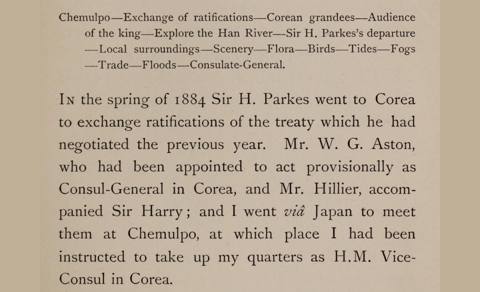 Chemulpo—Exchange of ratifications—Corean grandees—Audience
of the king—Explore the Han River—Sir H. Parkes's departure
—Local surroundings—Scenery—Flora—Birds—Tides—Fogs
—Trade—Floods—Consulate-General.
In the spring of 1884 Sir H. Parkes went to Corea
to exchange ratifications of the treaty which he had
negotiated the previous year. Mr. W. G. Aston,
who had been appointed to act provisionally as
Consul-General in Corea, and Mr. Hillier, accom-
panied Sir Harry; and I went viâ Japan to meet
them at Chemulpo, at which place I had been
instructed to take up my quarters as H.M. Vice-
Consul in Corea.